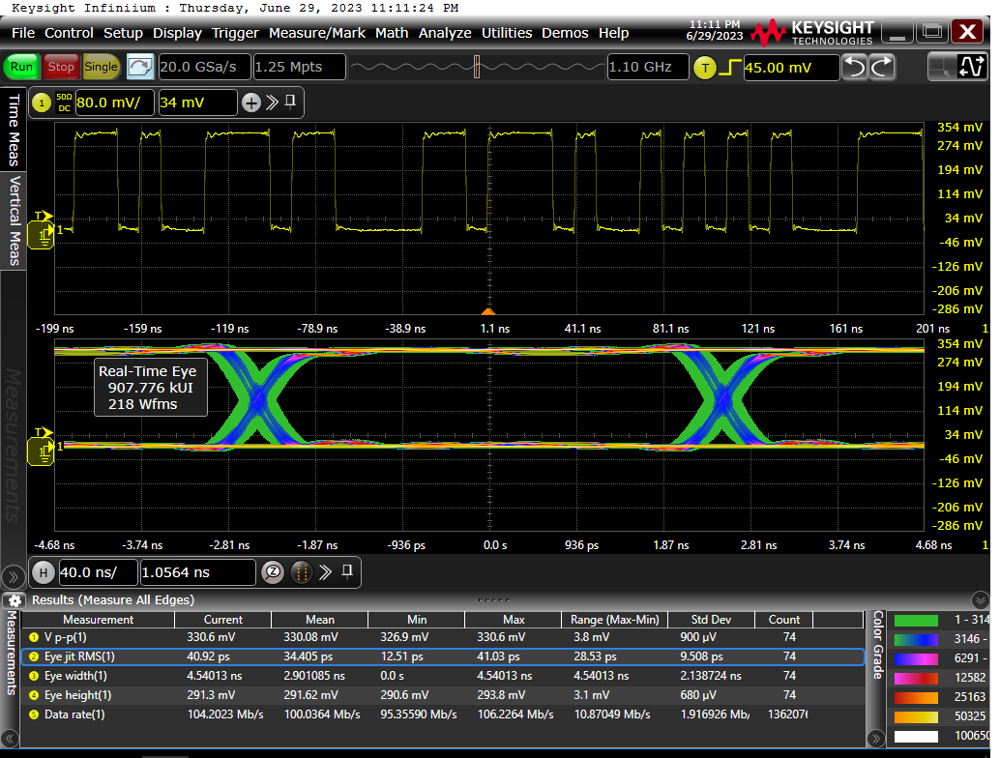 Keysight Infiniium : Thursday, June 29, 2023 11:11:24 PM
File Control Setup Display Trigger Measure/Mark Math Analyze Utilities Demos Help
11:11 PM
6/29/2023
KEYSIGHT
TECHNOLOGIES
Run Stop Single 20.0 GSa/s 1.25 Mpts 1.10 GHz T 45.00 mV
Time Meas
Vertical Meas
1 50Ω DC 80.0 mV/ 34 mV
354 mV
274 mV
194 mV
114 mV
34 mV
-46 mV
-126 mV
-206 mV
-286 mV
T
1
1
-199 ns -159 ns -119 ns -78.9 ns -38.9 ns 1.1 ns 41.1 ns 81.1 ns 121 ns 161 ns 201 ns 1
Real-Time Eye
907.776 kUI
218 Wfms
354 mV
274 mV
194 mV
114 mV
34 mV
-46 mV
-126 mV
-206 mV
-286 mV
T
1
1
Measurements
-4.68 ns -3.74 ns -2.81 ns -1.87 ns -936 ps 0.0 s 936 ps 1.87 ns 2.81 ns 3.74 ns 4.68 ns 1
H 40.0 ns/ 1.0564 ns Z
Results (Measure All Edges)
Measurements
Measurement Current Mean Min Max Range (Max-Min) Std Dev Count
1 V p-p(1) 330.6 mV 330.08 mV 326.9 mV 330.6 mV 3.8 mV 900 µV 74
2 Eye jit RMS(1) 40.92 ps 34.405 ps 12.51 ps 41.03 ps 28.53 ps 9.508 ps 74
3 Eye width(1) 4.54013 ns 2.901085 ns 0.0 s 4.54013 ns 4.54013 ns 2.138724 ns 74
4 Eye height(1) 291.3 mV 291.62 mV 290.6 mV 293.8 mV 3.1 mV 680 µV 74
5 Data rate(1) 104.2023 Mb/s 100.0364 Mb/s 95.35590 Mb/s 106.2264 Mb/s 10.87049 Mb/s 1.916926 Mb/ 136207
Color Grade
1 - 314
3146 -
6291 -
12582
25163
50325
100650